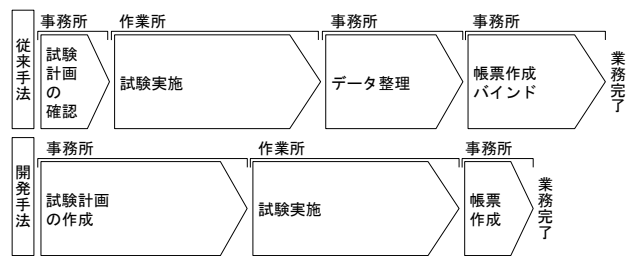 従来手法
事務所
作業所
事務所
事務所
試験
計画
の
確認
試験実施
データ整理
帳票作成
バインド
業務完了
開発手法
事務所
作業所
事務所
試験計画
の作成
試験実施
帳票
作成
業務完了